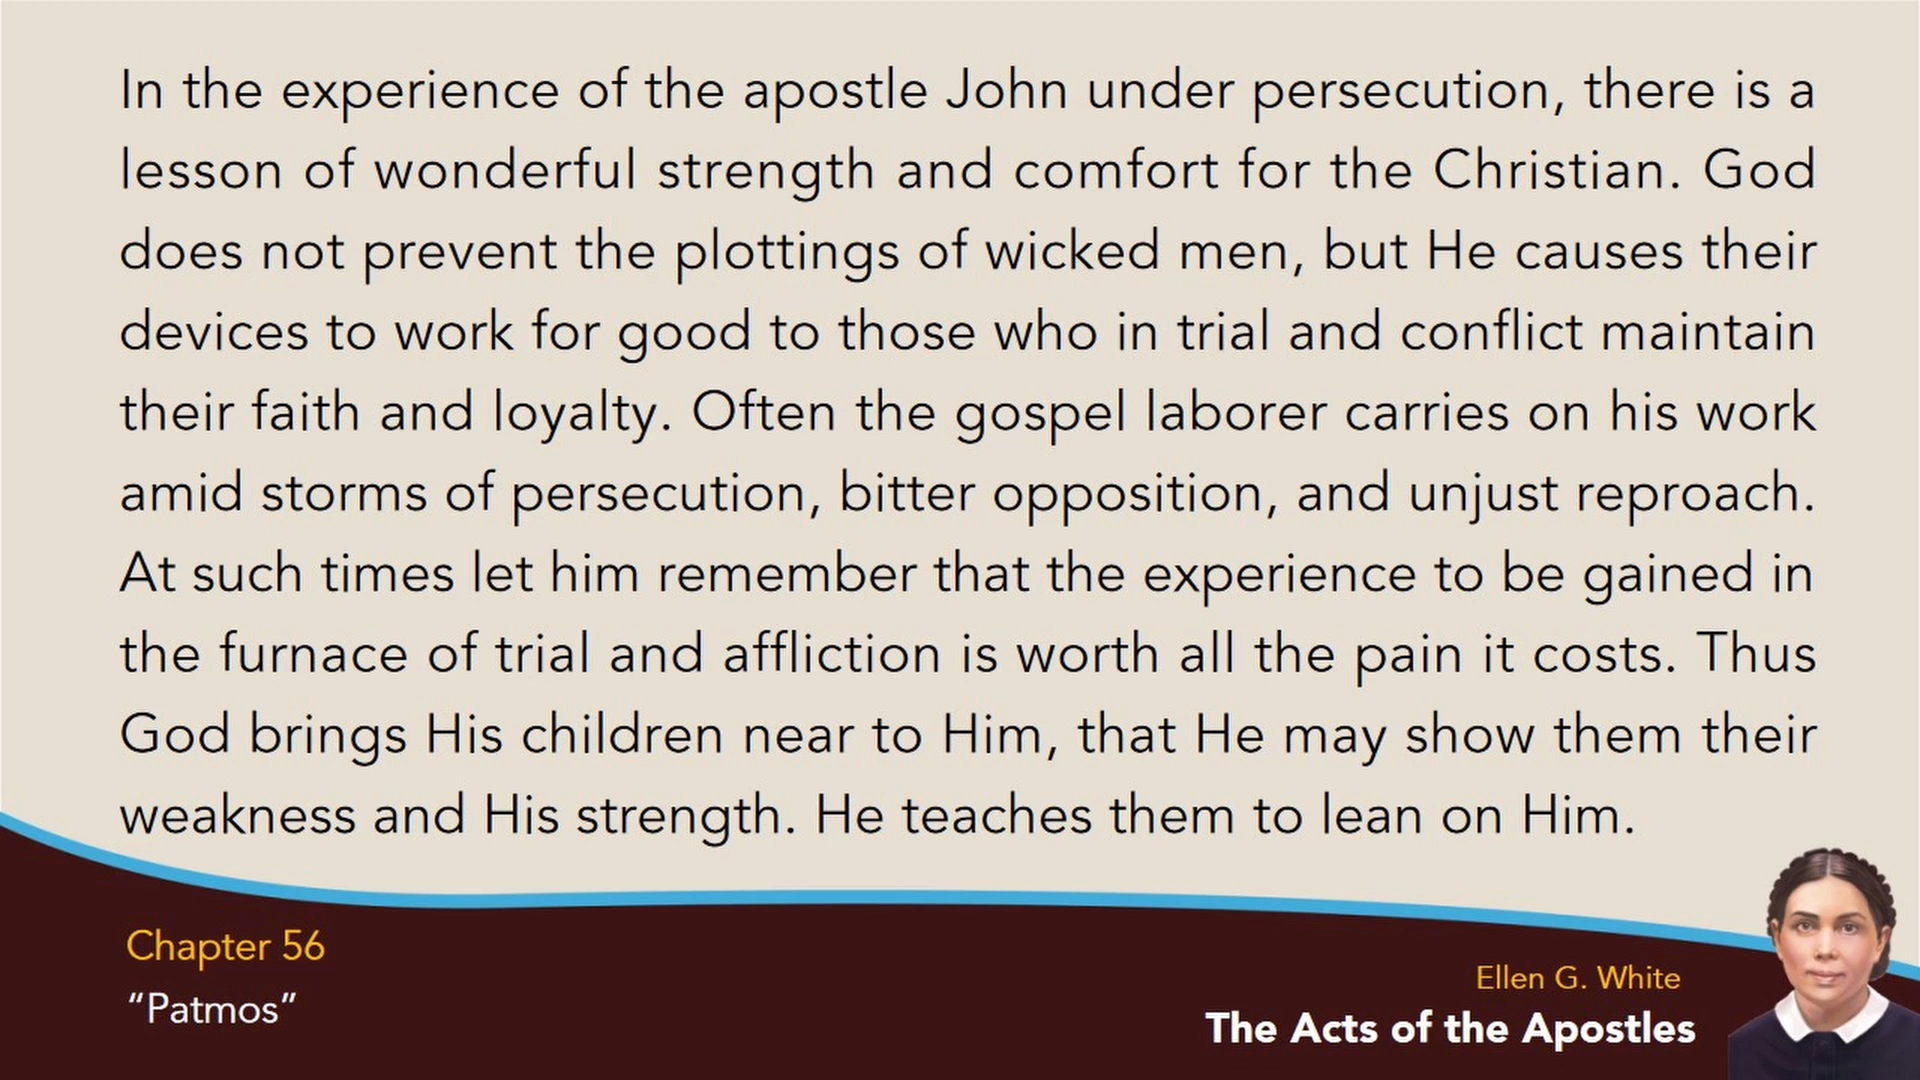 In the experience of the apostle John under persecution, there is a
lesson of wonderful strength and comfort for the Christian. God
does not prevent the plottings of wicked men, but He causes their
devices to work for good to those who in trial and conflict maintain
their faith and loyalty. Often the gospel laborer carries on his work
amid storms of persecution, bitter opposition, and unjust reproach.
At such times let him remember that the experience to be gained in
the furnace of trial and affliction is worth all the pain it costs. Thus
God brings His children near to Him, that He may show them their
weakness and His strength. He teaches them to lean on Him.
Chapter 56
“Patmos”
Ellen G. White
The Acts of the Apostles